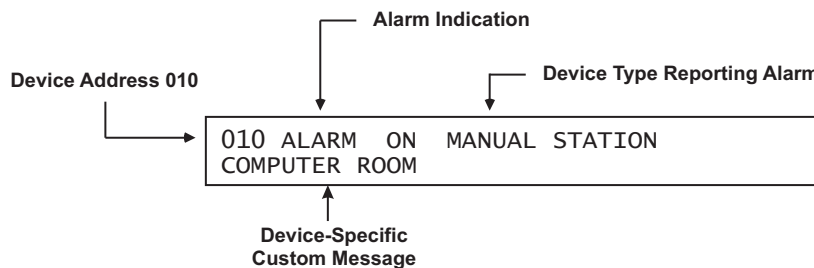 Alarm Indication
Device Address 010
Device Type Reporting Alarm
010 ALARM ON MANUAL STATION
COMPUTER ROOM
Device-Specific
Custom Message